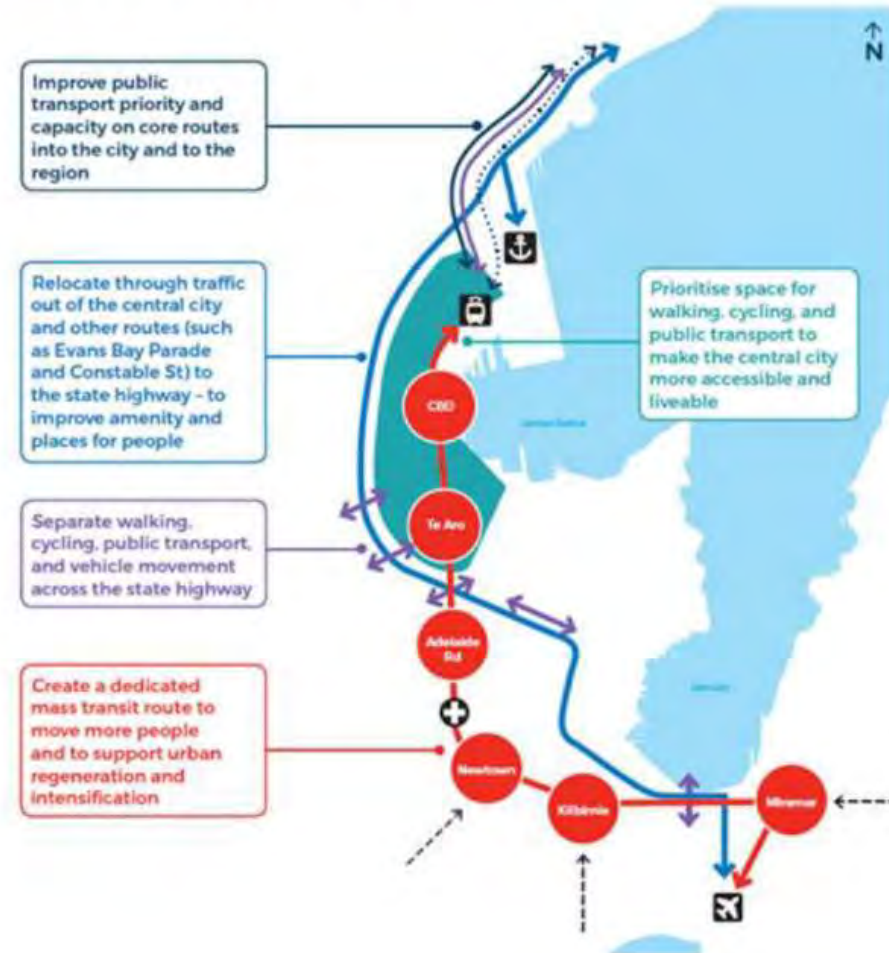 N
Improve public
transport priority and
capacity on core routes
into the city and to the
region
Relocate through traffic
out of the central city
and other routes (such
as Evans Bay Parade
and Constable St) to
the state highway – to
improve amenity and
places for people
Prioritise space for
walking, cycling, and
public transport to
make the central city
more accessible and
liveable
CBD
Separate walking,
cycling, public transport,
and vehicle movement
across the state highway
Te Aro
Adelaide
Rd
Create a dedicated
mass transit route to
move more people
and to support urban
regeneration and
intensification
Newtown
Kilbirnie
Miramar